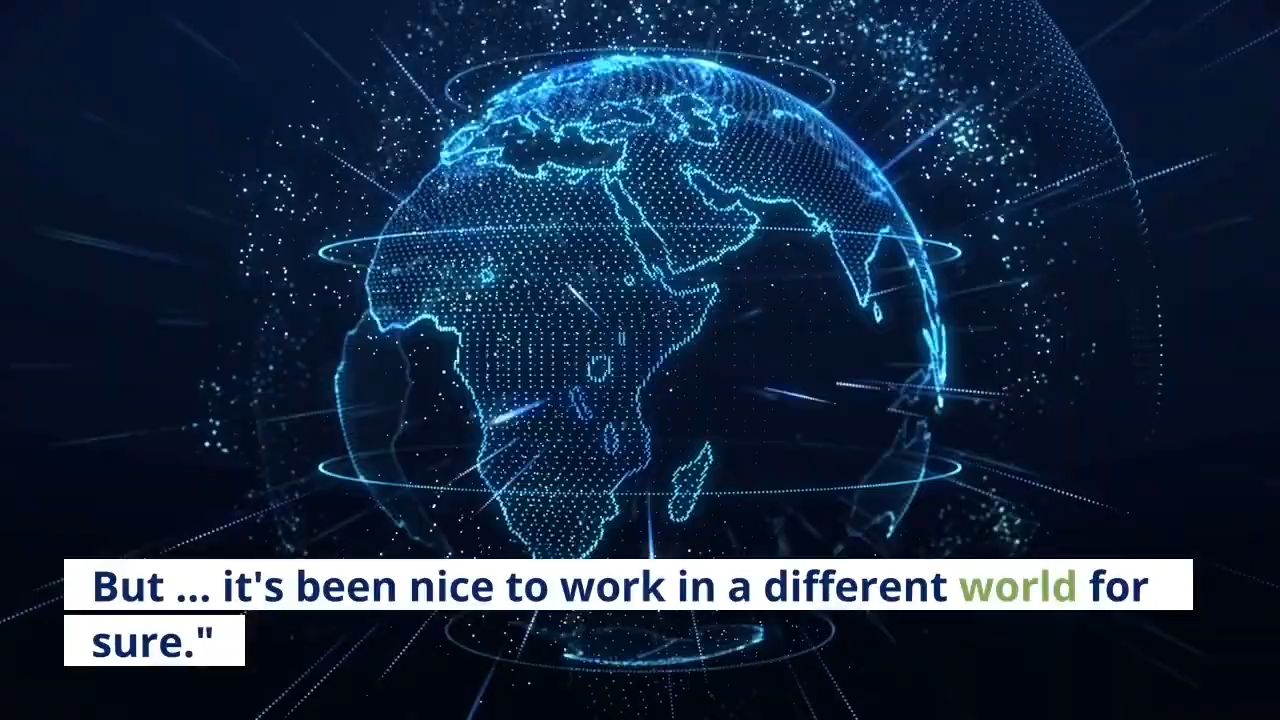 But ... it's been nice to work in a different world for
sure."